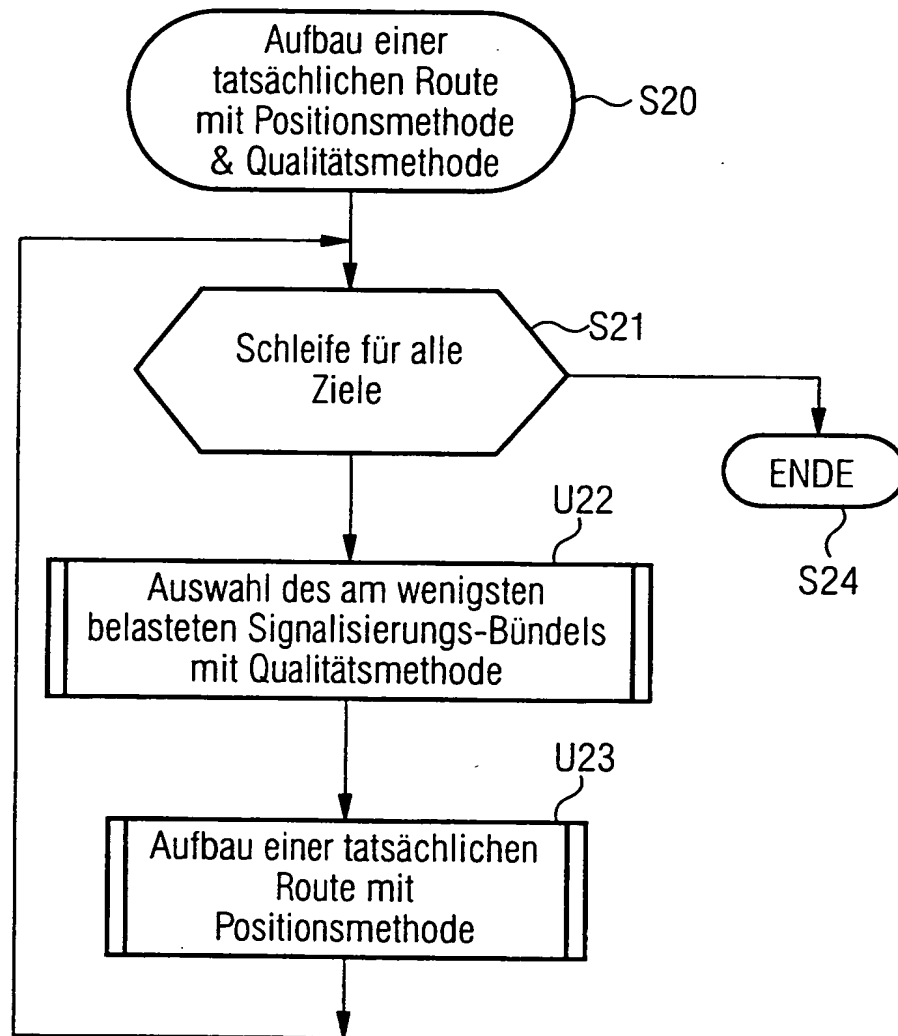 Aufbau einer
tatsächlichen Route
mit Positionsmethode
& Qualitätsmethode
S20
Schleife für alle
Ziele
S21
ENDE
S24
U22
Auswahl des am wenigsten
belasteten Signalisierungs-Bündels
mit Qualitätsmethode
U23
Aufbau einer tatsächlichen
Route mit
Positionsmethode